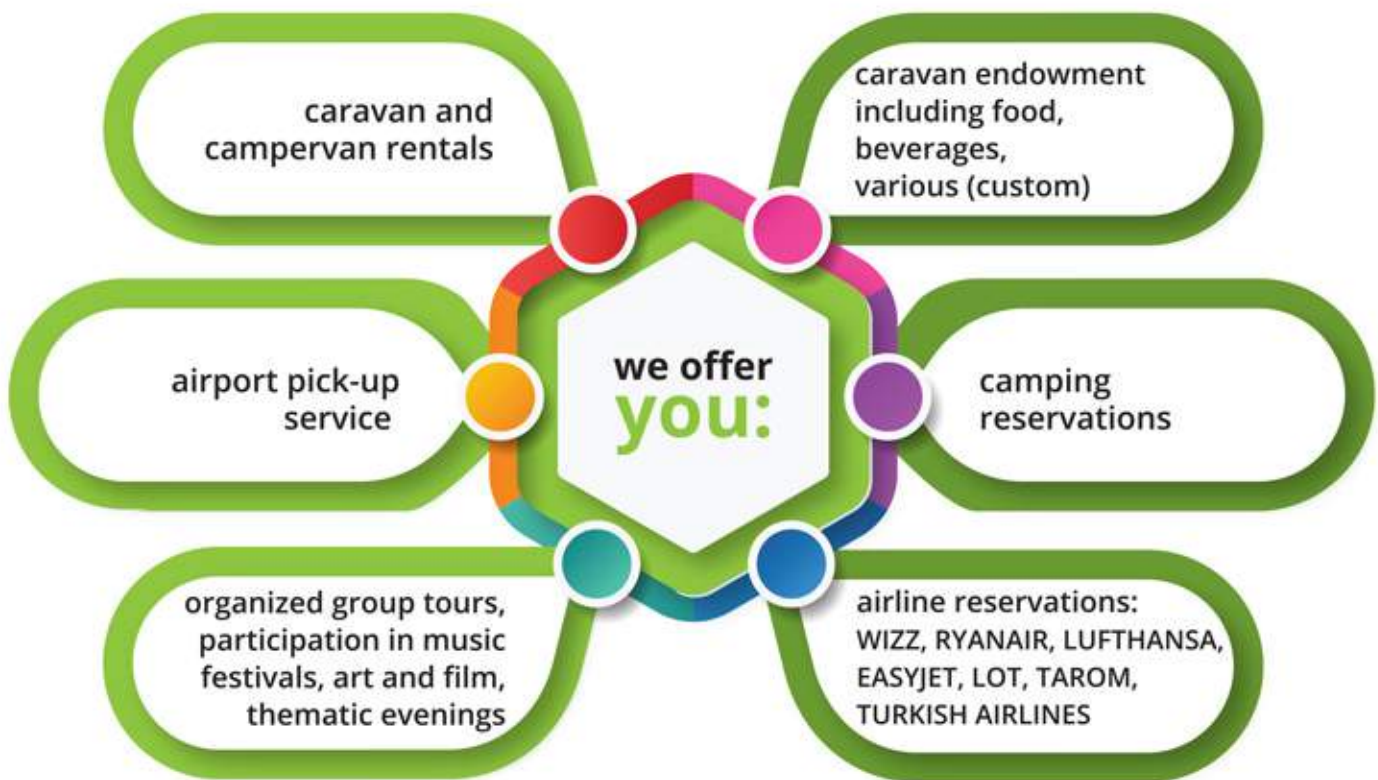 caravan and
campervan rentals
caravan endowment
including food,
beverages,
various (custom)
airport pick-up
service
we offer
you:
camping
reservations
organized group tours,
participation in music
festivals, art and film,
thematic evenings
airline reservations:
WIZZ, RYANAIR, LUFTHANSA,
EASYJET, LOT, TAROM,
TURKISH AIRLINES